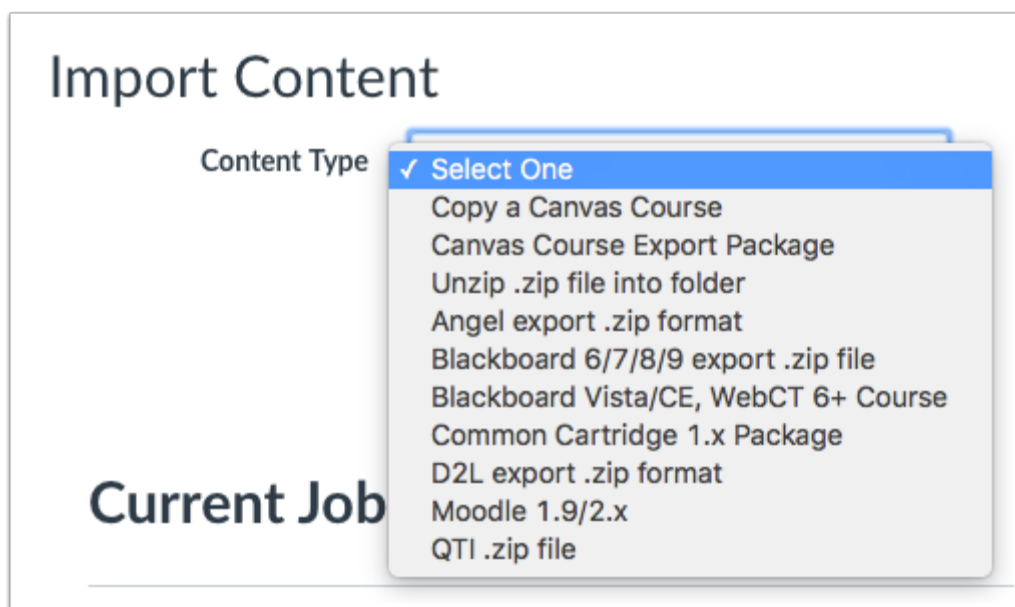 Import Content
Content Type
✓ Select One
Copy a Canvas Course
Canvas Course Export Package
Unzip .zip file into folder
Angel export .zip format
Blackboard 6/7/8/9 export .zip file
Blackboard Vista/CE, WebCT 6+ Course
Common Cartridge 1.x Package
D2L export .zip format
Moodle 1.9/2.x
QTI .zip file
Current Job